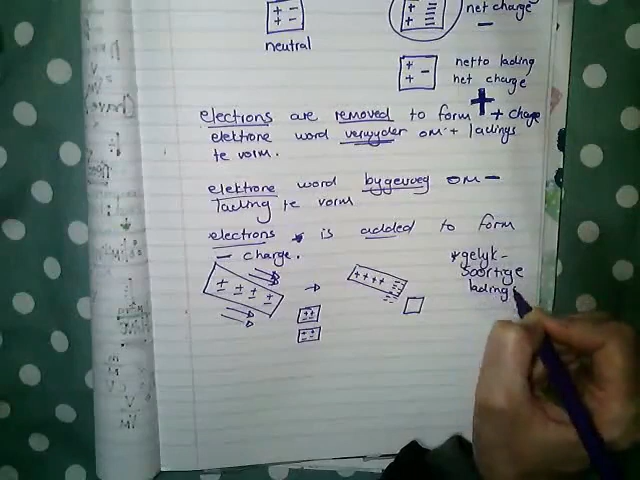 net charge
−
neutral
netto lading
net charge
elections are removed to form + + charge
elektrone word verwyder om + ladings
te vorm.
elektrone word bygevoeg om −
lading te vorm
electrons is added to form
− charge.
*gelyk-
soortige
lading